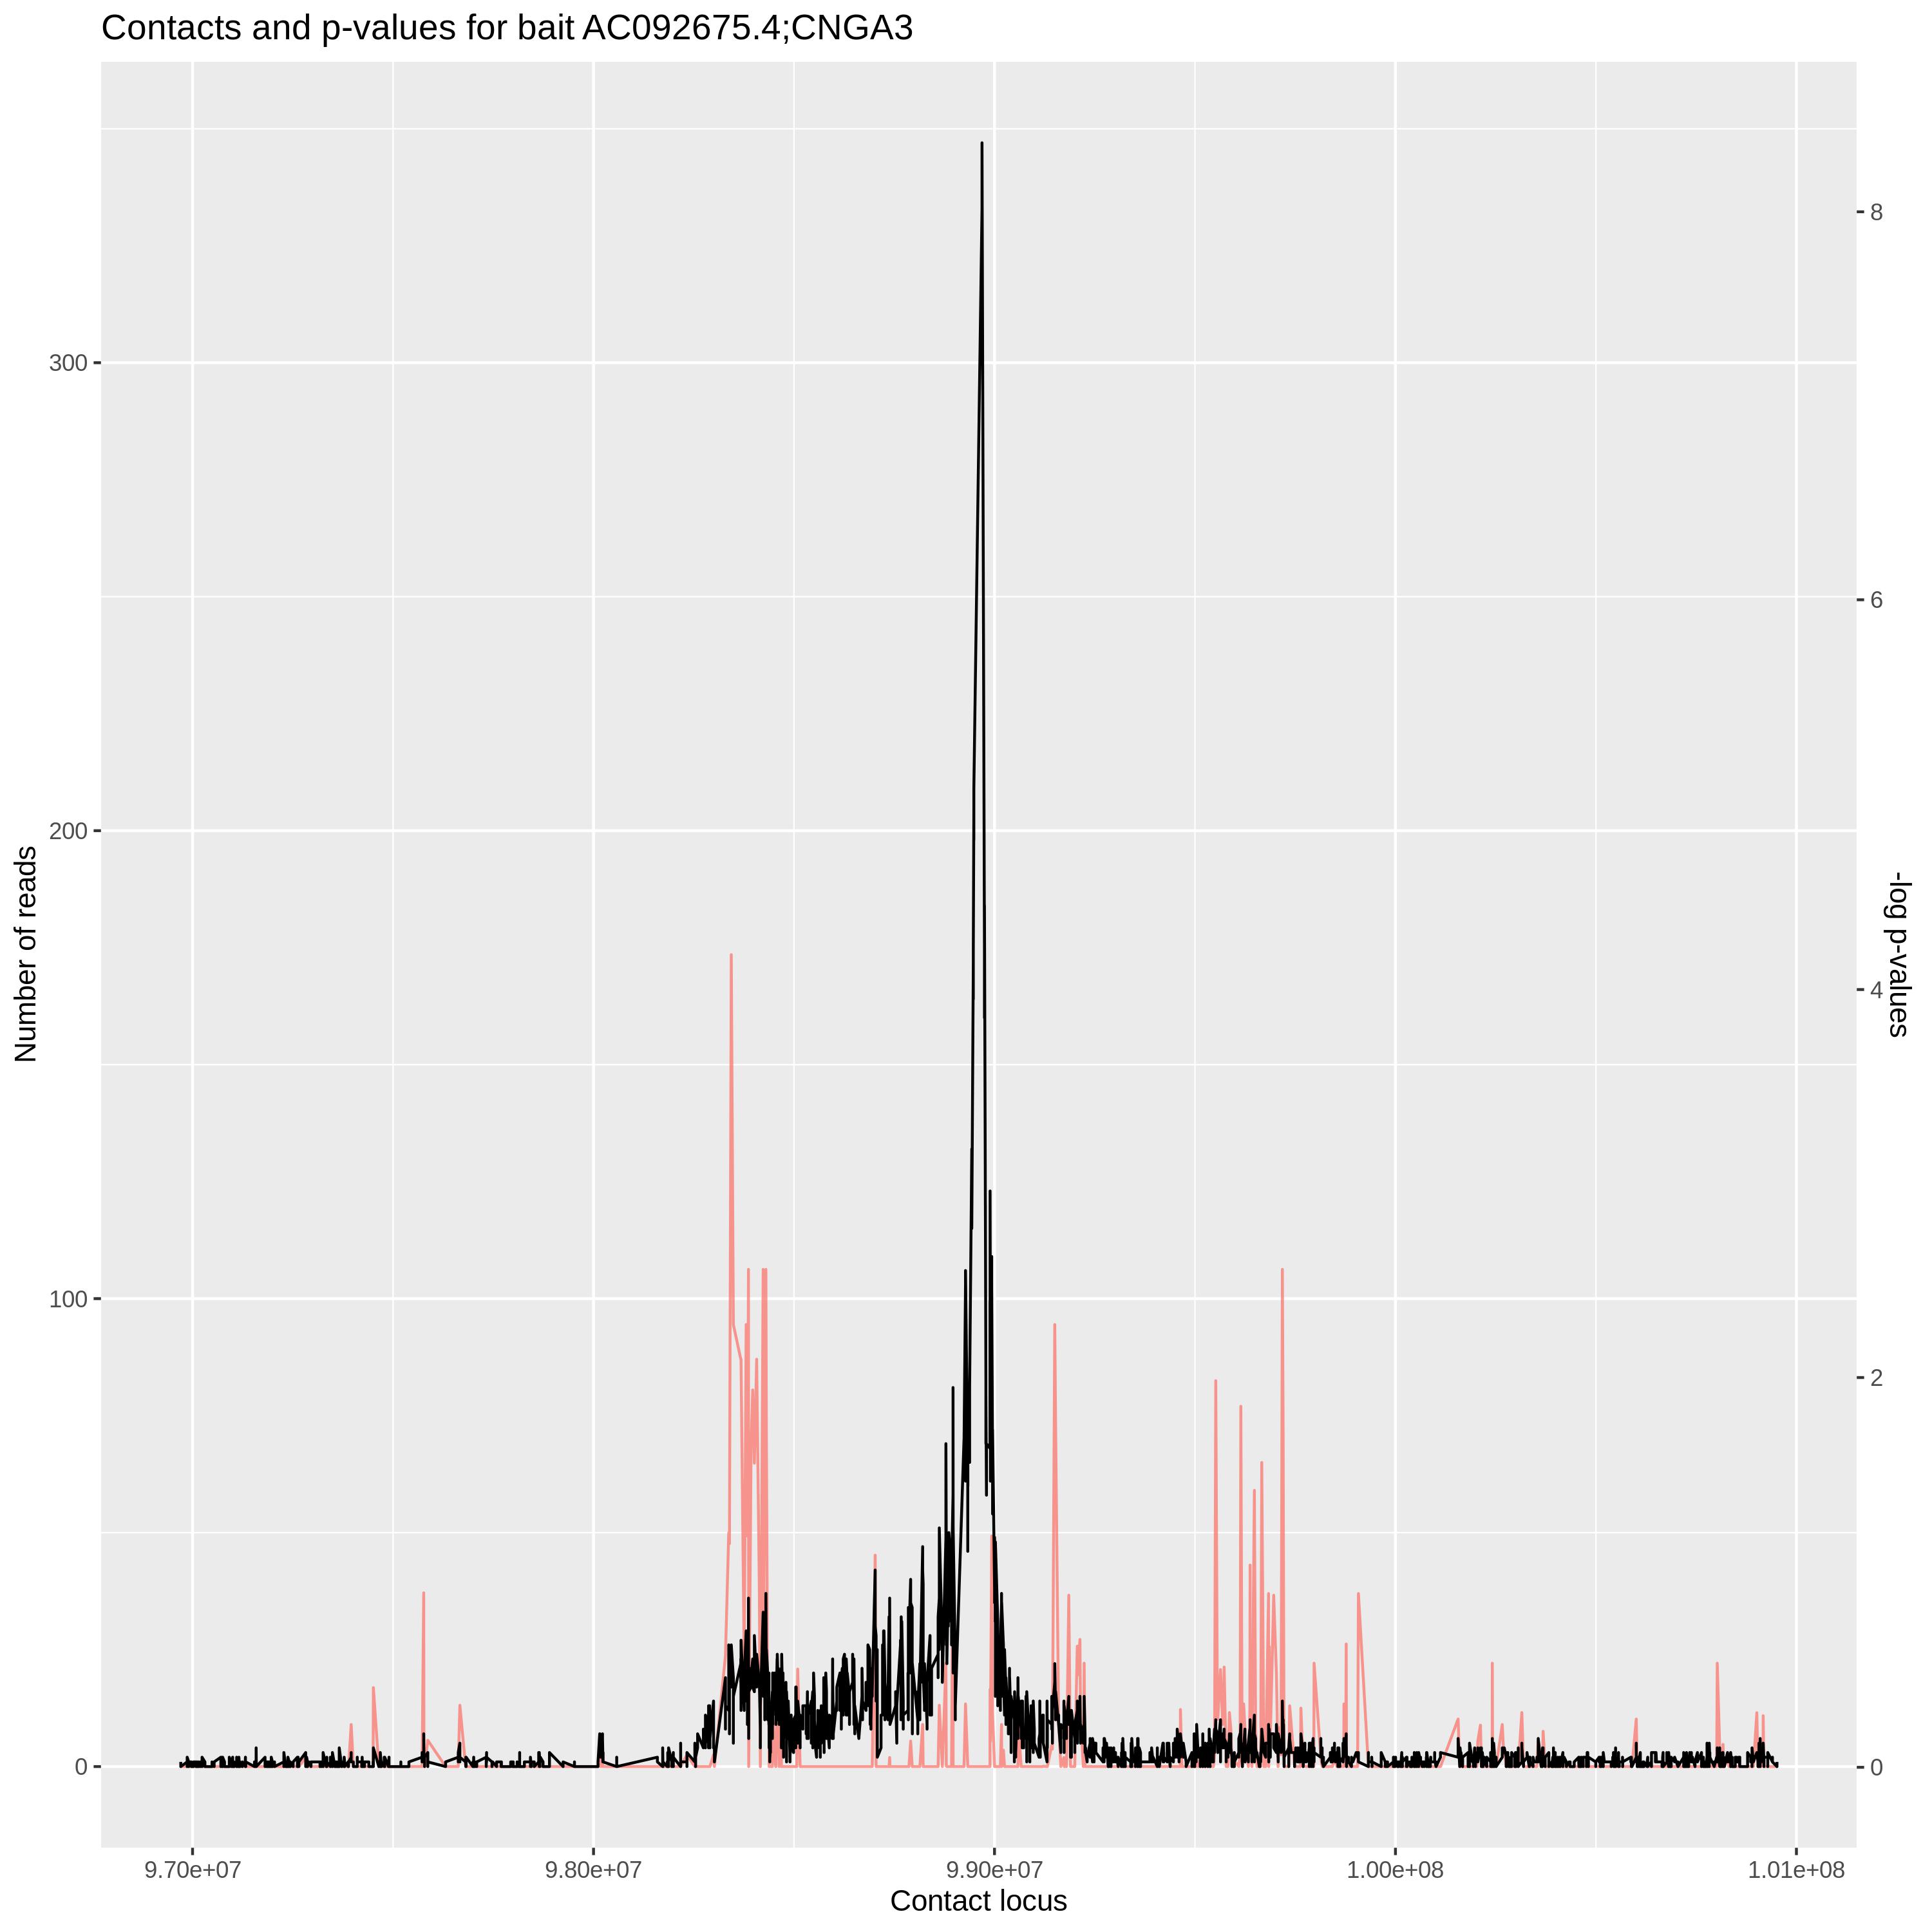 Contacts and p-values for bait AC092675.4;CNGA3
300
200
100
0
Number of reads
8
6
4
2
0
-log p-values
9.70e+07
9.80e+07
9.90e+07
1.00e+08
1.01e+08
Contact locus